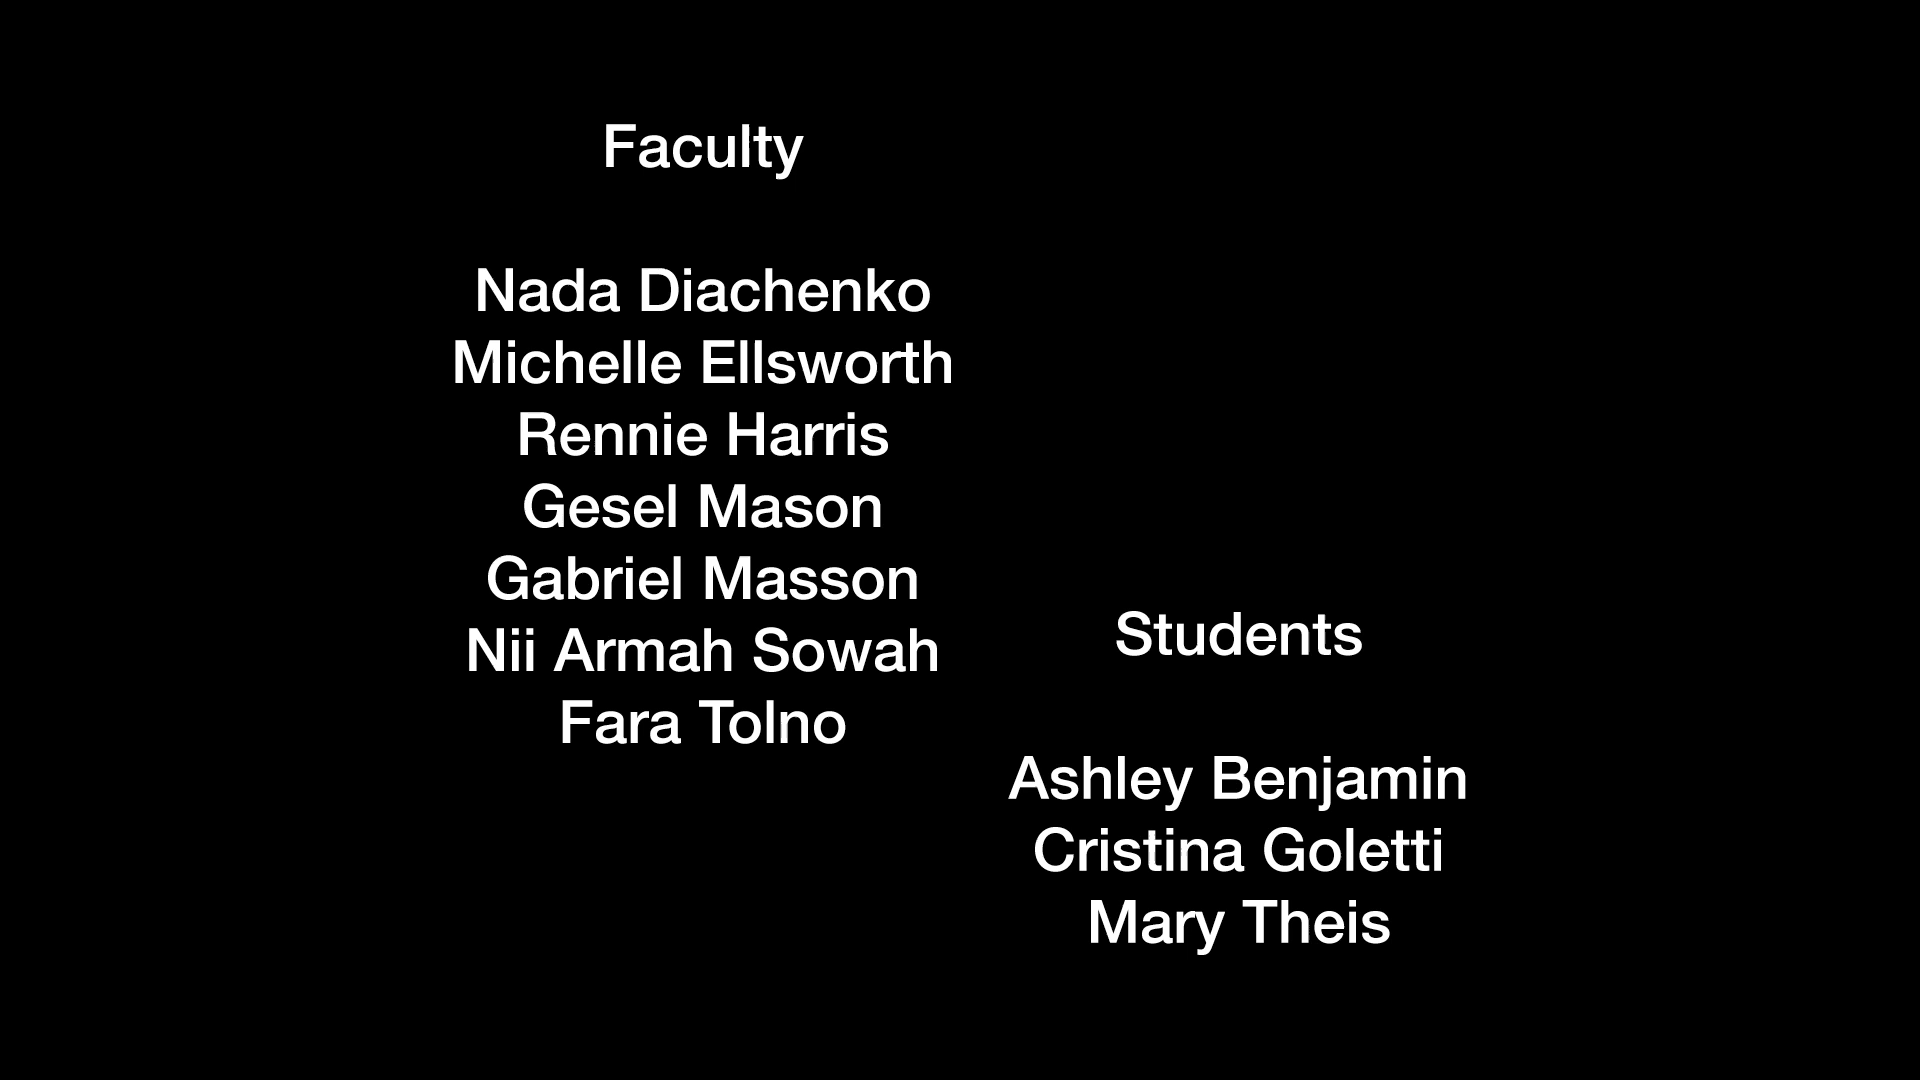 Faculty
Nada Diachenko
Michelle Ellsworth
Rennie Harris
Gesel Mason
Gabriel Masson
Nii Armah Sowah
Fara Tolno
Students
Ashley Benjamin
Cristina Goletti
Mary Theis